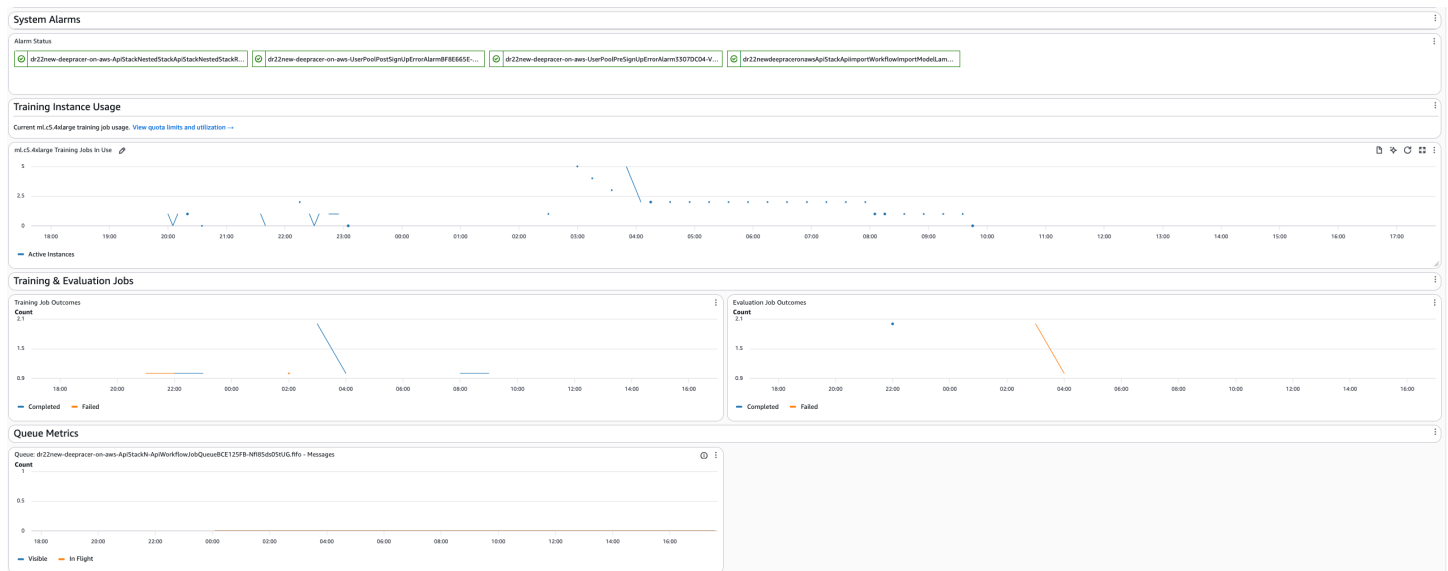 System Alarms
Alarm Status
dr22new-deepracer-on-aws-ApiStackNestedStackApiStackNestedStackR... dr22new-deepracer-on-aws-UserPoolPostSignUpErrorAlarmBF8E665E-... dr22new-deepracer-on-aws-UserPoolPreSignUpErrorAlarm3307DC04-V... dr22newdeepraceronawsApiStackApiimportWorkflowImportModelLam...
Training Instance Usage
Current ml.c5.4xlarge training job usage. View quota limits and utilization →
ml.c5.4xlarge Training Jobs In Use
5
2.5
0
18:00 19:00 20:00 21:00 22:00 23:00 00:00 01:00 02:00 03:00 04:00 05:00 06:00 07:00 08:00 09:00 10:00 11:00 12:00 13:00 14:00 15:00 16:00 17:00
Active Instances
Training & Evaluation Jobs
Training Job Outcomes
Count
2.1
1.5
0.9
18:00 20:00 22:00 00:00 02:00 04:00 06:00 08:00 10:00 12:00 14:00 16:00
Completed Failed
Evaluation Job Outcomes
Count
2.1
1.5
0.9
18:00 20:00 22:00 00:00 02:00 04:00 06:00 08:00 10:00 12:00 14:00 16:00
Completed Failed
Queue Metrics
Queue: dr22new-deepracer-on-aws-ApiStackN-ApiWorkflowJobQueueBCE125FB-Nfl85ds05tUG.fifo - Messages
Count
1
0.5
0
18:00 20:00 22:00 00:00 02:00 04:00 06:00 08:00 10:00 12:00 14:00 16:00
Visible In Flight